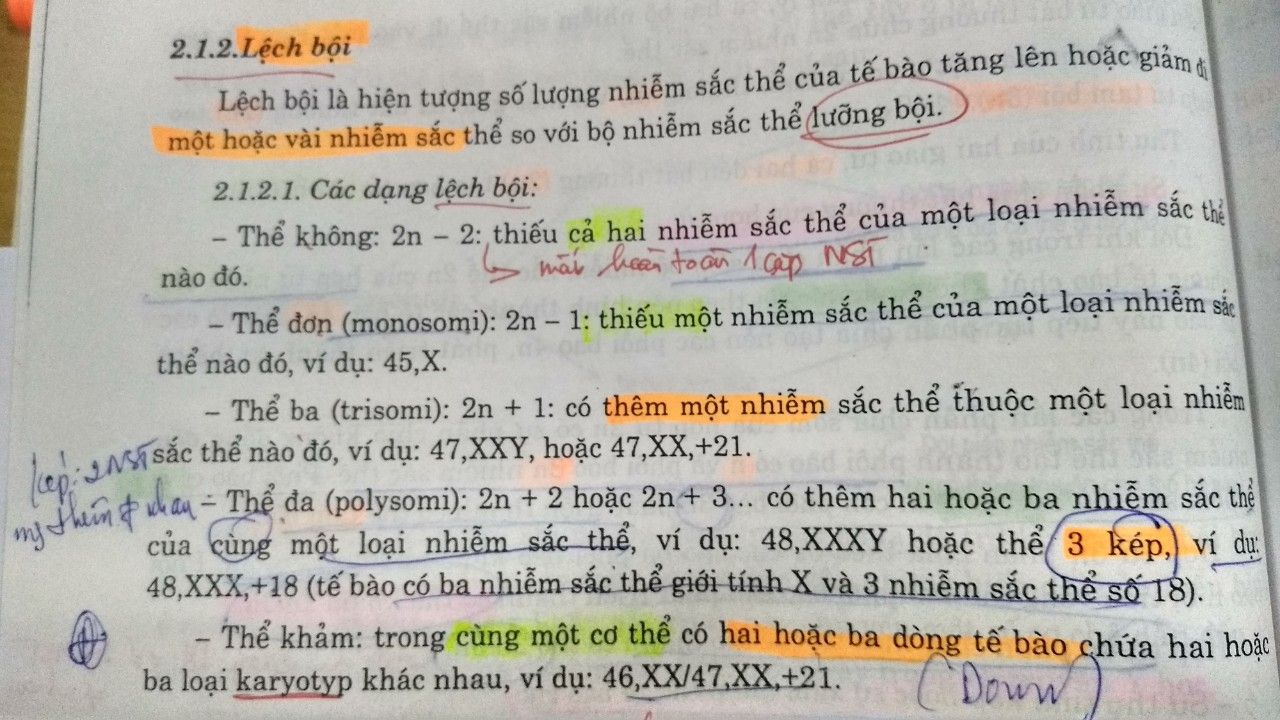 2.1.2.Lệch bội
Lệch bội là hiện tượng số lượng nhiễm sắc thể của tế bào tăng lên hoặc giảm đi
một hoặc vài nhiễm sắc thể so với bộ nhiễm sắc thể lưỡng bội.
2.1.2.1. Các dạng lệch bội:
– Thể không: 2n – 2: thiếu cả hai nhiễm sắc thể của một loại nhiễm sắc thể
↳ mất hoàn toàn 1 cặp NST
nào đó.
– Thể đơn (monosomi): 2n – 1: thiếu một nhiễm sắc thể của một loại nhiễm sắc
thể nào đó, ví dụ: 45,X.
– Thể ba (trisomi): 2n + 1: có thêm một nhiễm sắc thể thuộc một loại nhiễm
sắc thể nào đó, ví dụ: 47,XXY, hoặc 47,XX,+21.
kép: 2 NST
nhau
– Thể đa (polysomi): 2n + 2 hoặc 2n + 3... có thêm hai hoặc ba nhiễm sắc thể
của cùng một loại nhiễm sắc thể, ví dụ: 48,XXXY hoặc thể 3 kép, ví dụ:
48,XXX,+18 (tế bào có ba nhiễm sắc thể giới tính X và 3 nhiễm sắc thể số 18).
– Thể khảm: trong cùng một cơ thể có hai hoặc ba dòng tế bào chứa hai hoặc
ba loại karyotyp khác nhau, ví dụ: 46,XX/47,XX,+21.
(Down)